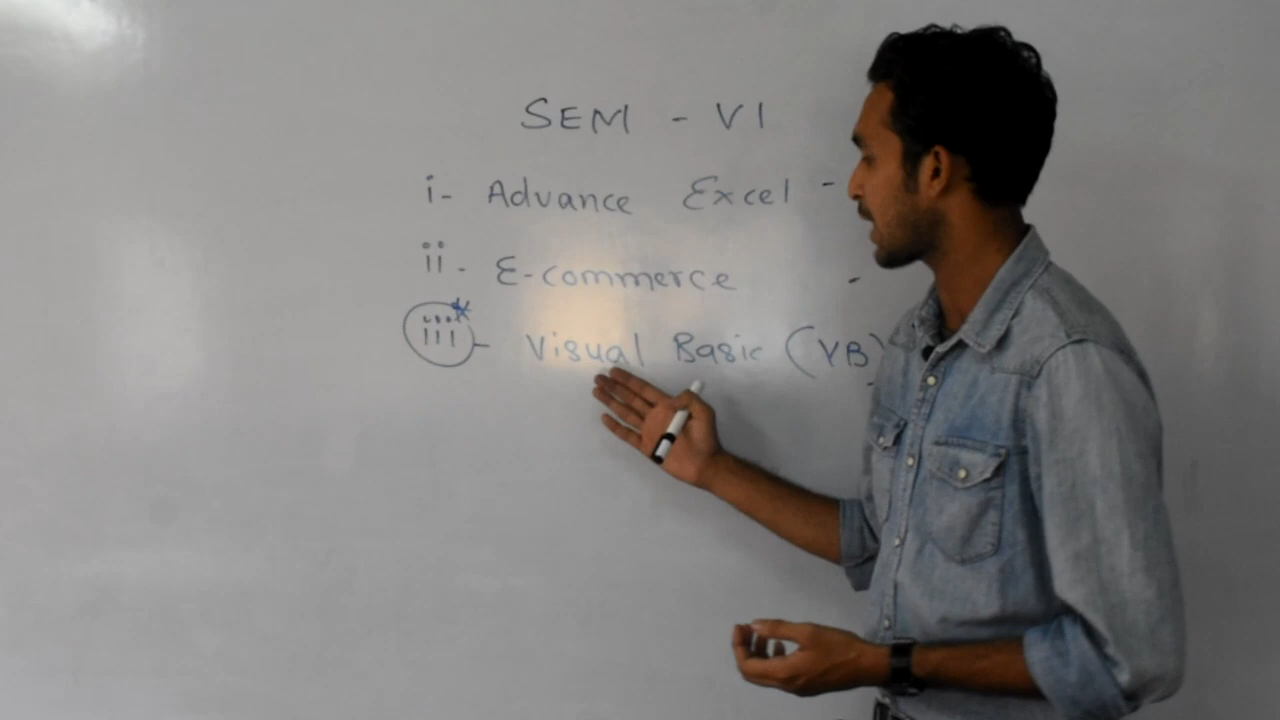 SEM - VI
i- Advance Excel -
ii- E-commerce -
iii- Visual Basic (VB)